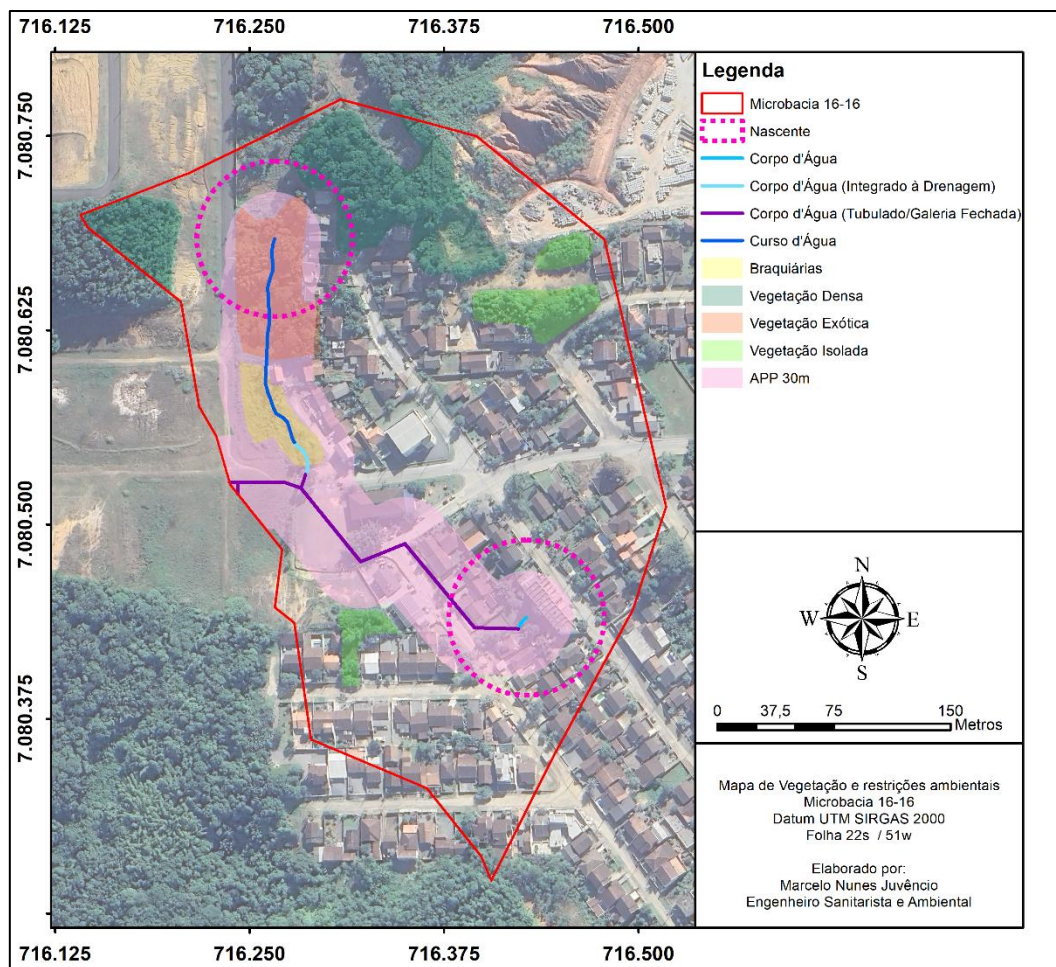 716.125
716.250
716.375
716.500
7.080.750
7.080.625
7.080.500
7.080.375
Legenda
Microbacia 16-16
Nascente
Corpo d'Água
Corpo d'Água (Integrado à Drenagem)
Corpo d'Água (Tubulado/Galeria Fechada)
Curso d'Água
Braquiárias
Vegetação Densa
Vegetação Exótica
Vegetação Isolada
APP 30m
N
W
E
S
0 37,5 75 150
Metros
Mapa de Vegetação e restrições ambientais
Microbacia 16-16
Datum UTM SIRGAS 2000
Folha 22s / 51w
Elaborado por:
Marcelo Nunes Juvêncio
Engenheiro Sanitarista e Ambiental
716.125
716.250
716.375
716.500